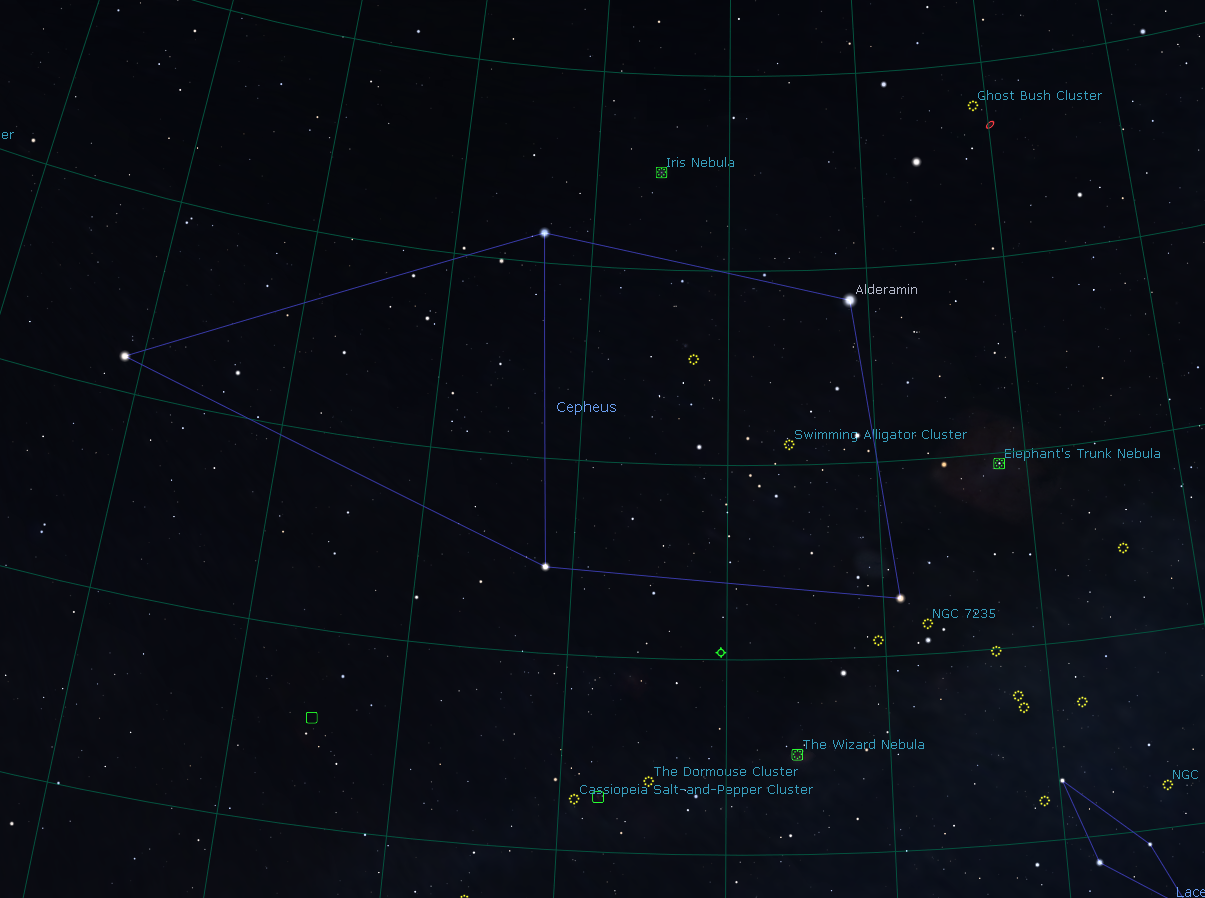 Ghost Bush Cluster
er
Iris Nebula
Alderamin
Cepheus
Swimming Alligator Cluster
Elephant's Trunk Nebula
NGC 7235
The Wizard Nebula
The Dormouse Cluster
NGC
Cassiopeia Salt-and-Pepper Cluster
Lace